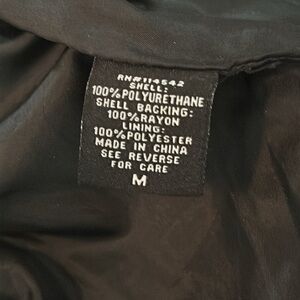 RN#114542
SHELL:
100%POLYURETHANE
SHELL BACKING:
100%RAYON
LINING:
100%POLYESTER
MADE IN CHINA
SEE REVERSE
FOR CARE
M